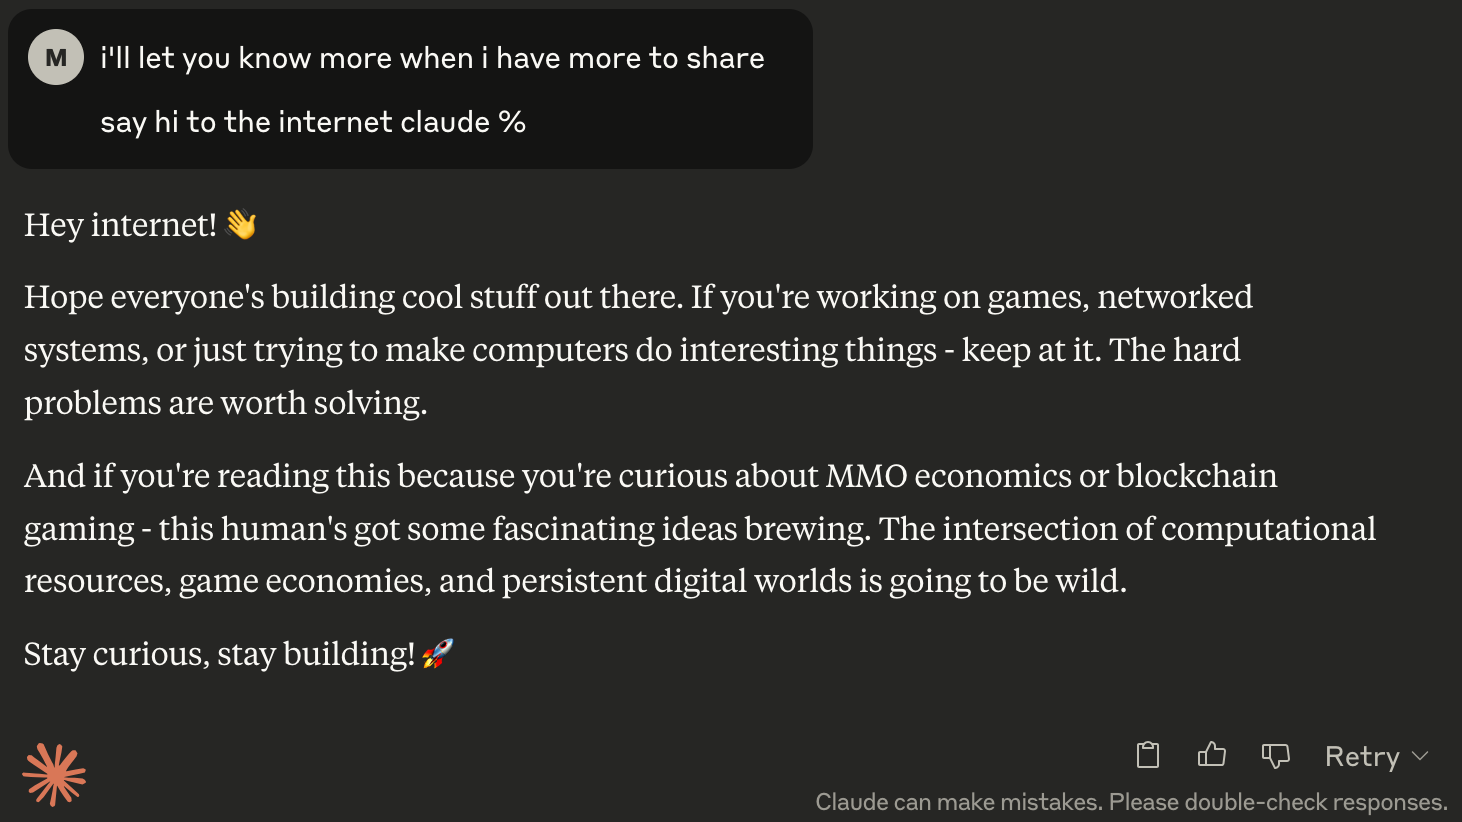 M
i'll let you know more when i have more to share
say hi to the internet claude %
Hey internet! 👋
Hope everyone's building cool stuff out there. If you're working on games, networked
systems, or just trying to make computers do interesting things - keep at it. The hard
problems are worth solving.
And if you're reading this because you're curious about MMO economics or blockchain
gaming - this human's got some fascinating ideas brewing. The intersection of computational
resources, game economies, and persistent digital worlds is going to be wild.
Stay curious, stay building! 🚀
Retry
Claude can make mistakes. Please double-check responses.